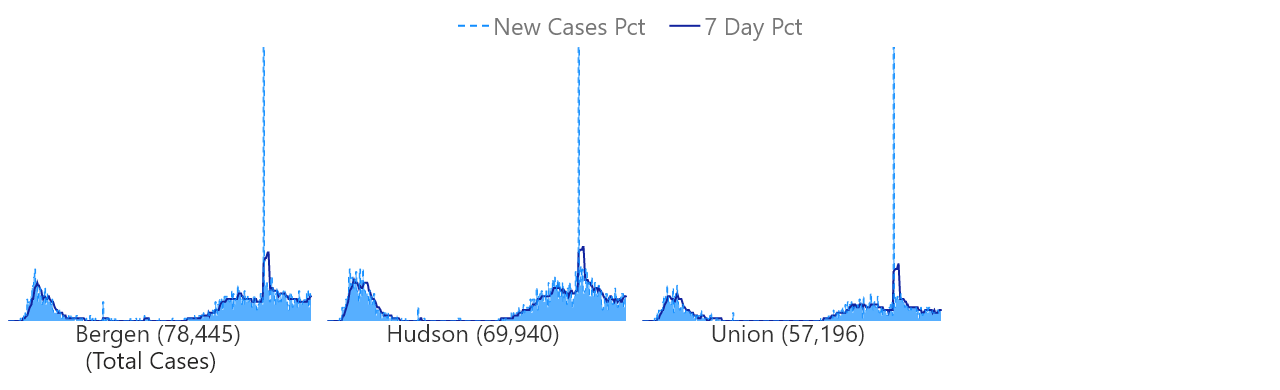 New Cases Pct 7 Day Pct
Bergen (78,445) Hudson (69,940) Union (57,196)
(Total Cases)